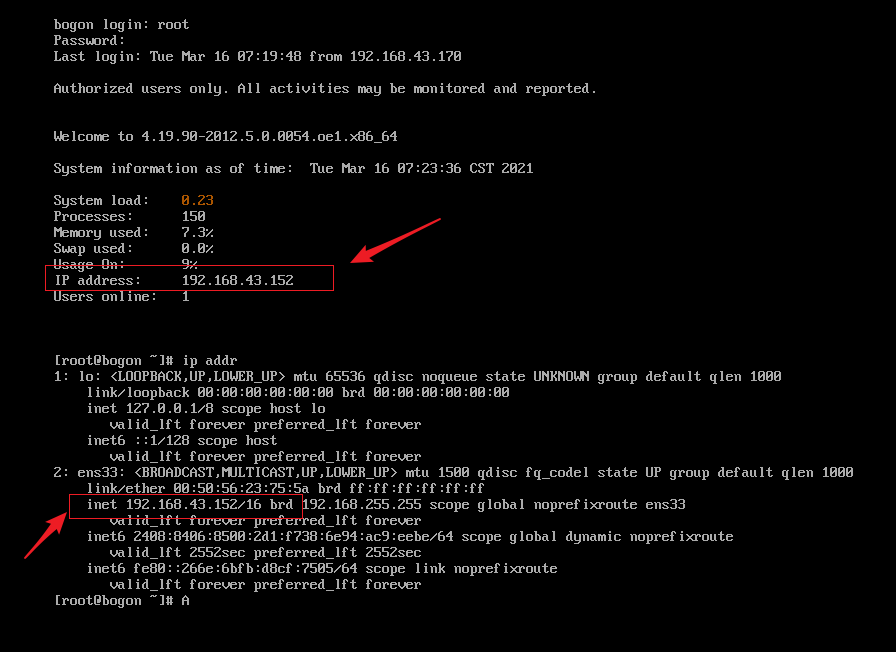 bogon login: root
Password:
Last login: Tue Mar 16 07:19:48 from 192.168.43.170
Authorized users only. All activities may be monitored and reported.
Welcome to 4.19.90-2012.5.0.0054.oe1.x86_64
System information as of time:  Tue Mar 16 07:23:36 CST 2021
System load:    0.23
Processes:      150
Memory used:    7.3%
Swap used:      0.0%
Usage On:       9%
IP address:     192.168.43.152
Users online:   1
[root@bogon ~]# ip addr
1: lo: <LOOPBACK,UP,LOWER_UP> mtu 65536 qdisc noqueue state UNKNOWN group default qlen 1000
    link/loopback 00:00:00:00:00:00 brd 00:00:00:00:00:00
    inet 127.0.0.1/8 scope host lo
       valid_lft forever preferred_lft forever
    inet6 ::1/128 scope host
       valid_lft forever preferred_lft forever
2: ens33: <BROADCAST,MULTICAST,UP,LOWER_UP> mtu 1500 qdisc fq_codel state UP group default qlen 1000
    link/ether 00:50:56:23:75:5a brd ff:ff:ff:ff:ff:ff
    inet 192.168.43.152/16 brd 192.168.255.255 scope global noprefixroute ens33
       valid_lft forever preferred_lft forever
    inet6 2408:8406:8500:2d1:f738:6e94:ac9:eebe/64 scope global dynamic noprefixroute
       valid_lft 2552sec preferred_lft 2552sec
    inet6 fe80::266e:6bfb:d8cf:7505/64 scope link noprefixroute
       valid_lft forever preferred_lft forever
[root@bogon ~]# A